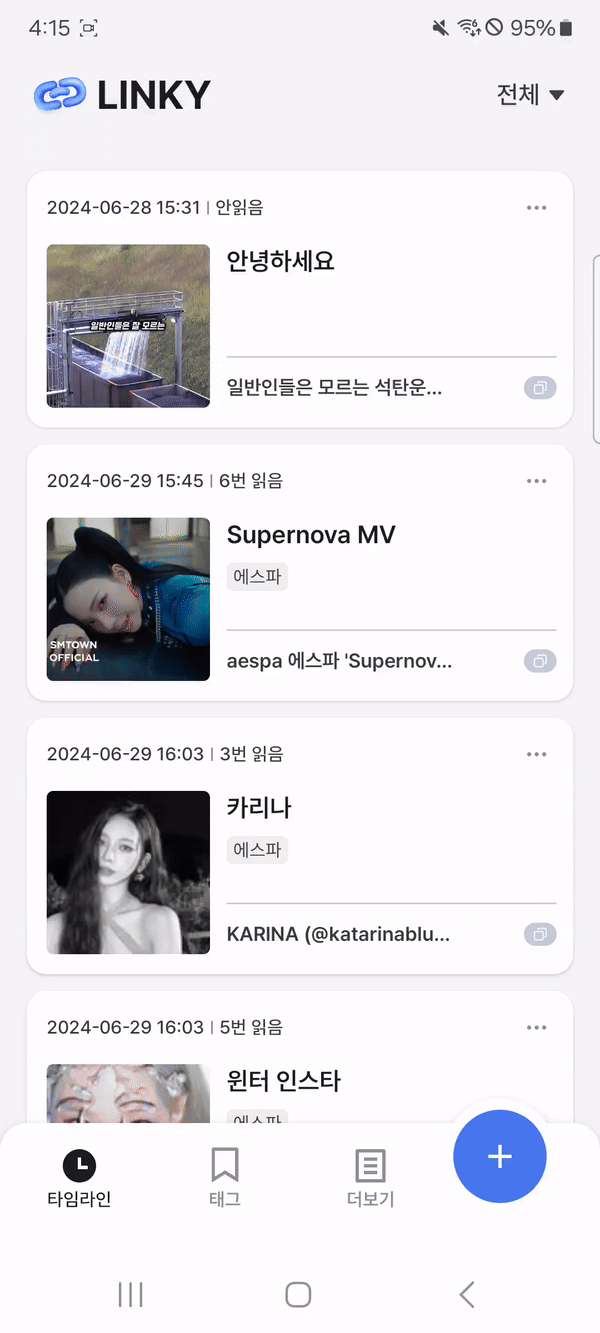 4:15 95%
LINKY 전체
2024-06-28 15:31 | 안읽음
안녕하세요
일반인들은 잘 모르는
일반인들은 모르는 석탄운...
2024-06-29 15:45 | 6번 읽음
Supernova MV
에스파
SMTOWN
OFFICIAL
aespa 에스파 'Supernov...
2024-06-29 16:03 | 3번 읽음
카리나
에스파
KARINA (@katarinablu...
2024-06-29 16:03 | 5번 읽음
윈터 인스타
에스파
타임라인 태그 더보기